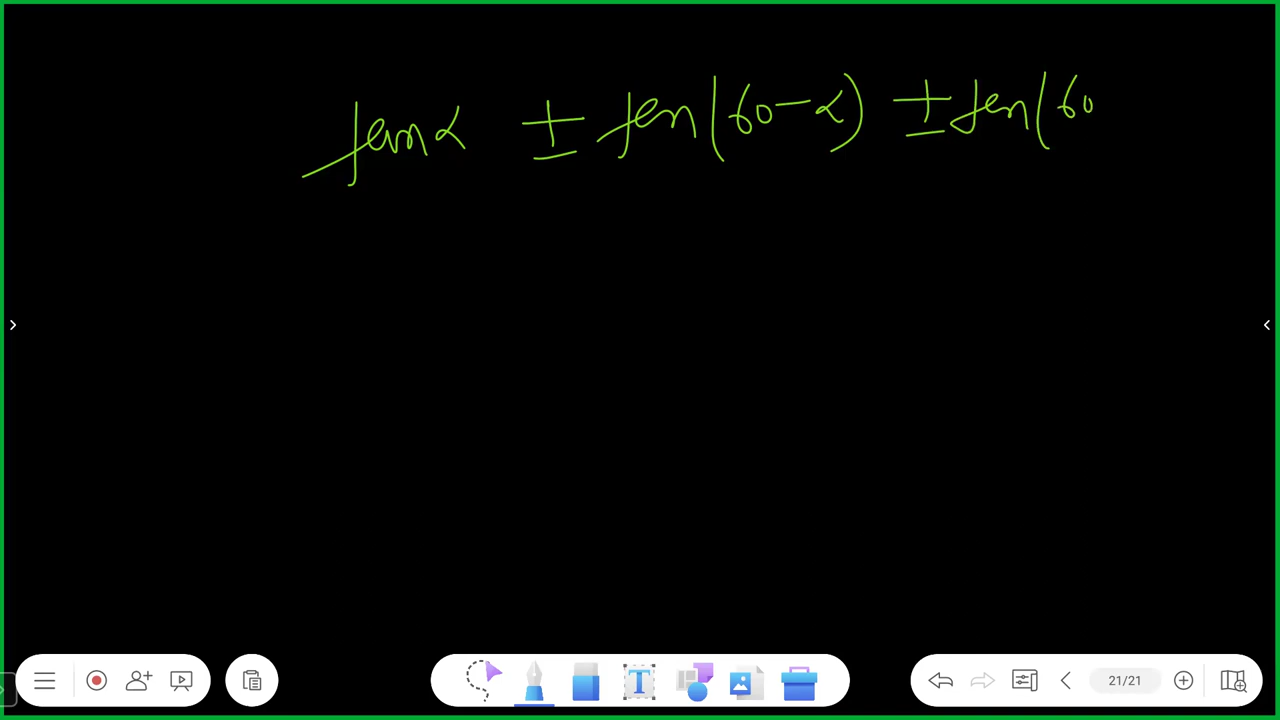 tanα ± tan(60-α) ± tan(60
21/21